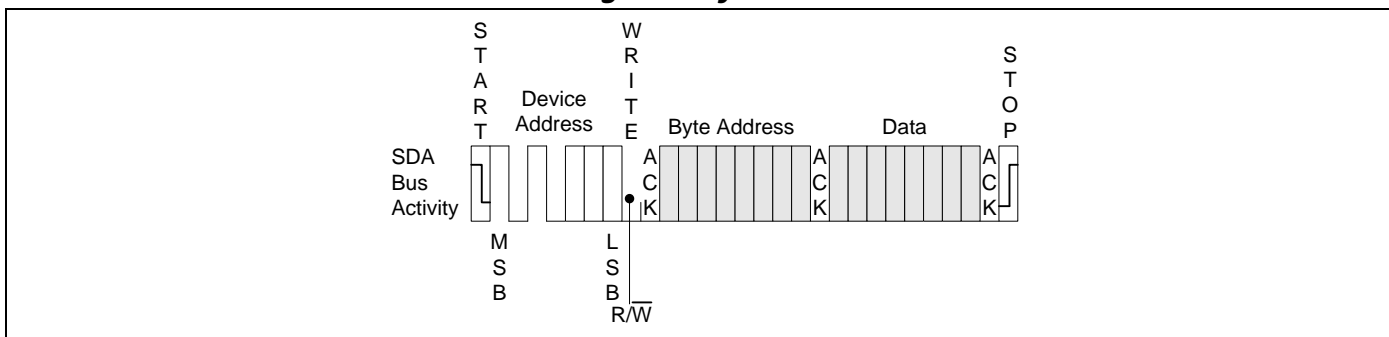 START
WRITE
STOP
Device
Address
Byte Address
Data
SDA
Bus
Activity
ACK
ACK
ACK
MSB
LSB
R/W̅